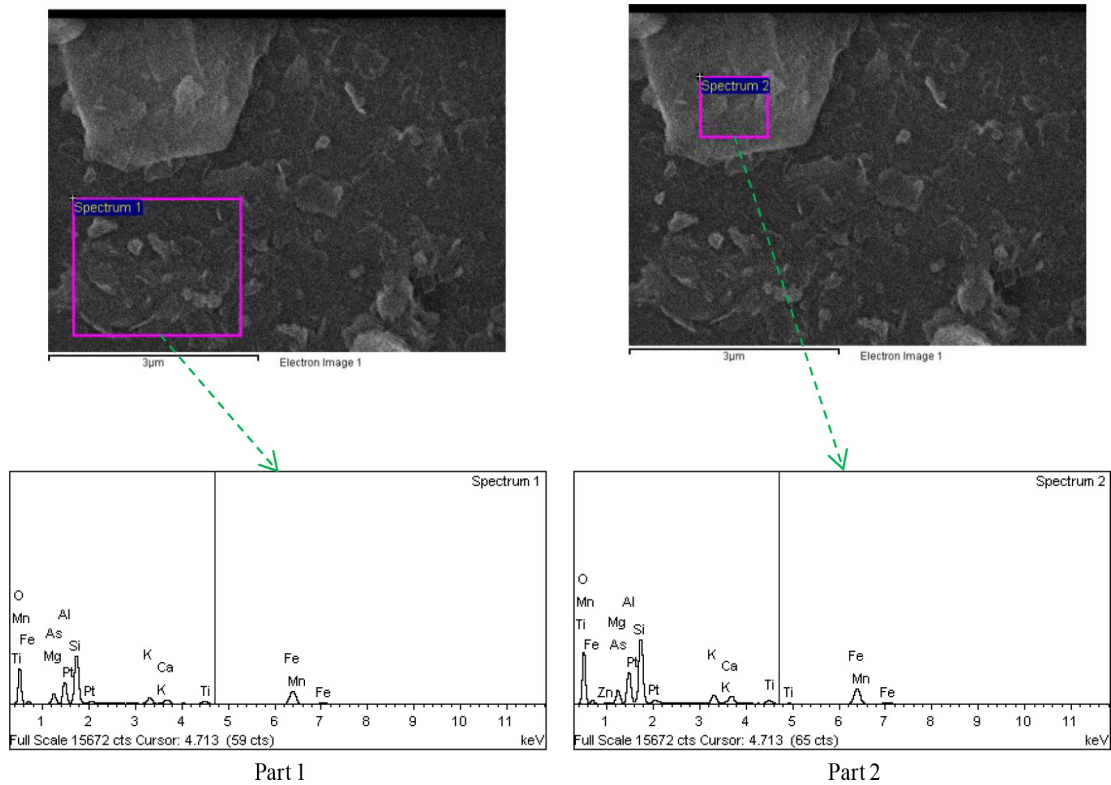 Spectrum 1
3μm
Electron Image 1
Spectrum 2
3μm
Electron Image 1
Spectrum 1
O
Mn Al
Fe As Si
Ti Mg Pt
Pt
K
Ca
K
Ti
Fe
Mn
Fe
1 2 3 4 5 6 7 8 9 10 11
Full Scale 15672 cts Cursor: 4.713 (59 cts) keV
Part 1
Spectrum 2
O
Mn Al
Ti Mg Si
Fe As Pt
Zn Pt
K
Ca
K
Ti Ti
Fe
Mn
Fe
1 2 3 4 5 6 7 8 9 10 11
Full Scale 15672 cts Cursor: 4.713 (65 cts) keV
Part 2